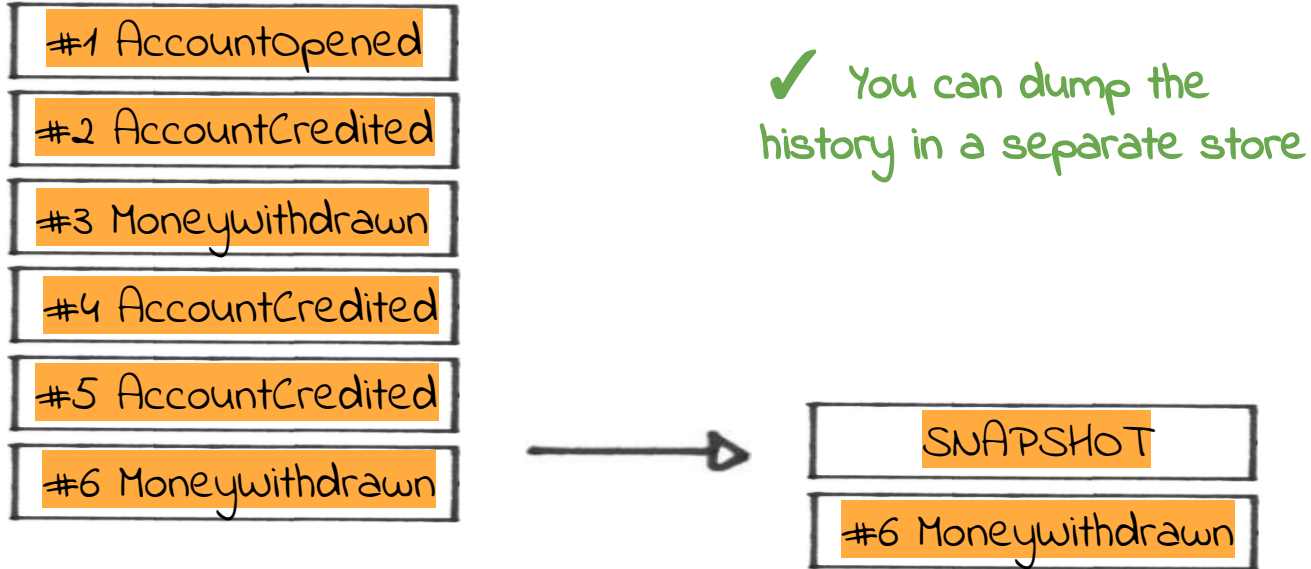 #1 AccountOpened
#2 AccountCredited
#3 MoneyWithdrawn
#4 AccountCredited
#5 AccountCredited
#6 MoneyWithdrawn
✓ You can dump the
history in a separate store
SNAPSHOT
#6 MoneyWithdrawn